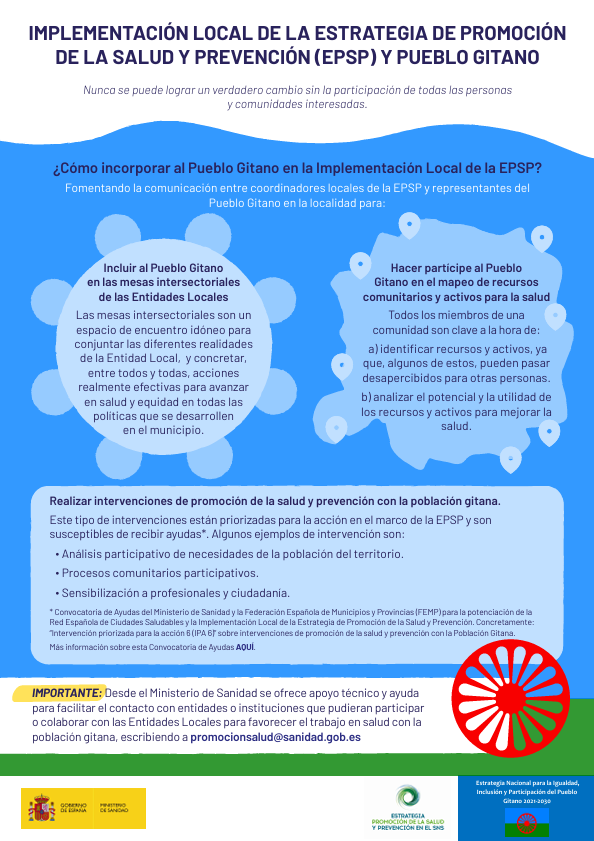 IMPLEMENTACIÓN LOCAL DE LA ESTRATEGIA DE PROMOCIÓN
DE LA SALUD Y PREVENCIÓN (EPSP) Y PUEBLO GITANO
Nunca se puede lograr un verdadero cambio sin la participación de todas las personas
y comunidades interesadas.
¿Cómo incorporar al Pueblo Gitano en la Implementación Local de la EPSP?
Fomentando la comunicación entre coordinadores locales de la EPSP y representantes del
Pueblo Gitano en la localidad para:
Incluir al Pueblo Gitano
en las mesas intersectoriales
de las Entidades Locales
Las mesas intersectoriales son un
espacio de encuentro idóneo para
conjuntar las diferentes realidades
de la Entidad Local, y concretar,
entre todos y todas, acciones
realmente efectivas para avanzar
en salud y equidad en todas las
políticas que se desarrollen
en el municipio.
Hacer partícipe al Pueblo
Gitano en el mapeo de recursos
comunitarios y activos para la salud
Todos los miembros de una
comunidad son clave a la hora de:
a) identificar recursos y activos, ya
que, algunos de estos, pueden pasar
desapercibidos para otras personas.
b) analizar el potencial y la utilidad de
los recursos y activos para mejorar la
salud.
Realizar intervenciones de promoción de la salud y prevención con la población gitana.
Este tipo de intervenciones están priorizadas para la acción en el marco de la EPSP y son
susceptibles de recibir ayudas*. Algunos ejemplos de intervención son:
• Análisis participativo de necesidades de la población del territorio.
• Procesos comunitarios participativos.
• Sensibilización a profesionales y ciudadanía.
* Convocatoria de Ayudas del Ministerio de Sanidad y la Federación Española de Municipios y Provincias (FEMP) para la potenciación de la
Red Española de Ciudades Saludables y la Implementación Local de la Estrategia de Promoción de la Salud y Prevención. Concretamente:
"Intervención priorizada para la acción 6 (IPA 6)" sobre intervenciones de promoción de la salud y prevención con la Población Gitana.
Más información sobre esta Convocatoria de Ayudas AQUÍ.
IMPORTANTE: Desde el Ministerio de Sanidad se ofrece apoyo técnico y ayuda
para facilitar el contacto con entidades o instituciones que pudieran participar
o colaborar con las Entidades Locales para favorecer el trabajo en salud con la
población gitana, escribiendo a promocionsalud@sanidad.gob.es
GOBIERNO
DE ESPAÑA
MINISTERIO
DE SANIDAD
ESTRATEGIA
PROMOCIÓN DE LA SALUD
Y PREVENCIÓN EN EL SNS
Estrategia Nacional para la Igualdad,
Inclusión y Participación del Pueblo
Gitano 2021-2030